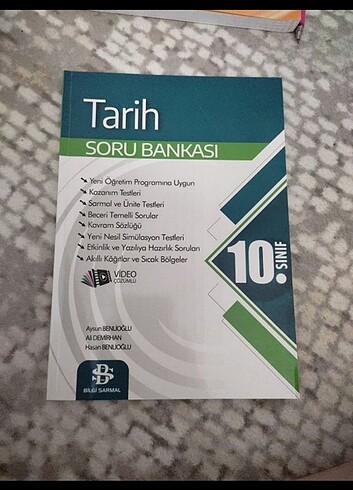 Tarih
SORU BANKASI
Yeni Öğretim Programına Uygun
Kazanım Testleri
Sarmal ve Ünite Testleri
Beceri Temelli Sorular
Kavram Sözlüğü
Yeni Nesil Simülasyon Testleri
Etkinlik ve Yazılıya Hazırlık Soruları
Akıllı Kâğıtlar ve Sıcak Bölgeler
10. SINIF
VİDEO
ÇÖZÜMLÜ
Aysun BENLİOĞLU
Ali DEMİRHAN
Hasan BENLİOĞLU
BİLGİ SARMAL